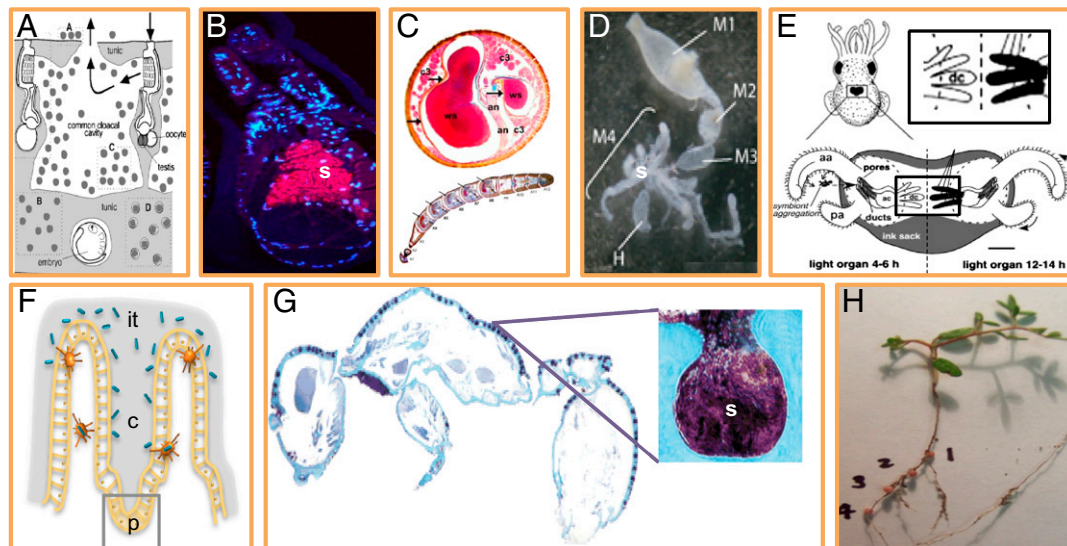 A
A
tunic
common cloacal
cavity
oocyte
testis
C
B
tunic
D
embryo
B
S
C
c3
c3
ws
an
ws
an
c3
D
M1
M2
M4
M3
S
H
E
dc
aa
pores
ac
dc
symbiont
aggregation
pa
ducts
ink sack
light organ 4-6 h
light organ 12-14 h
F
it
c
p
G
S
H
1
2
3
4